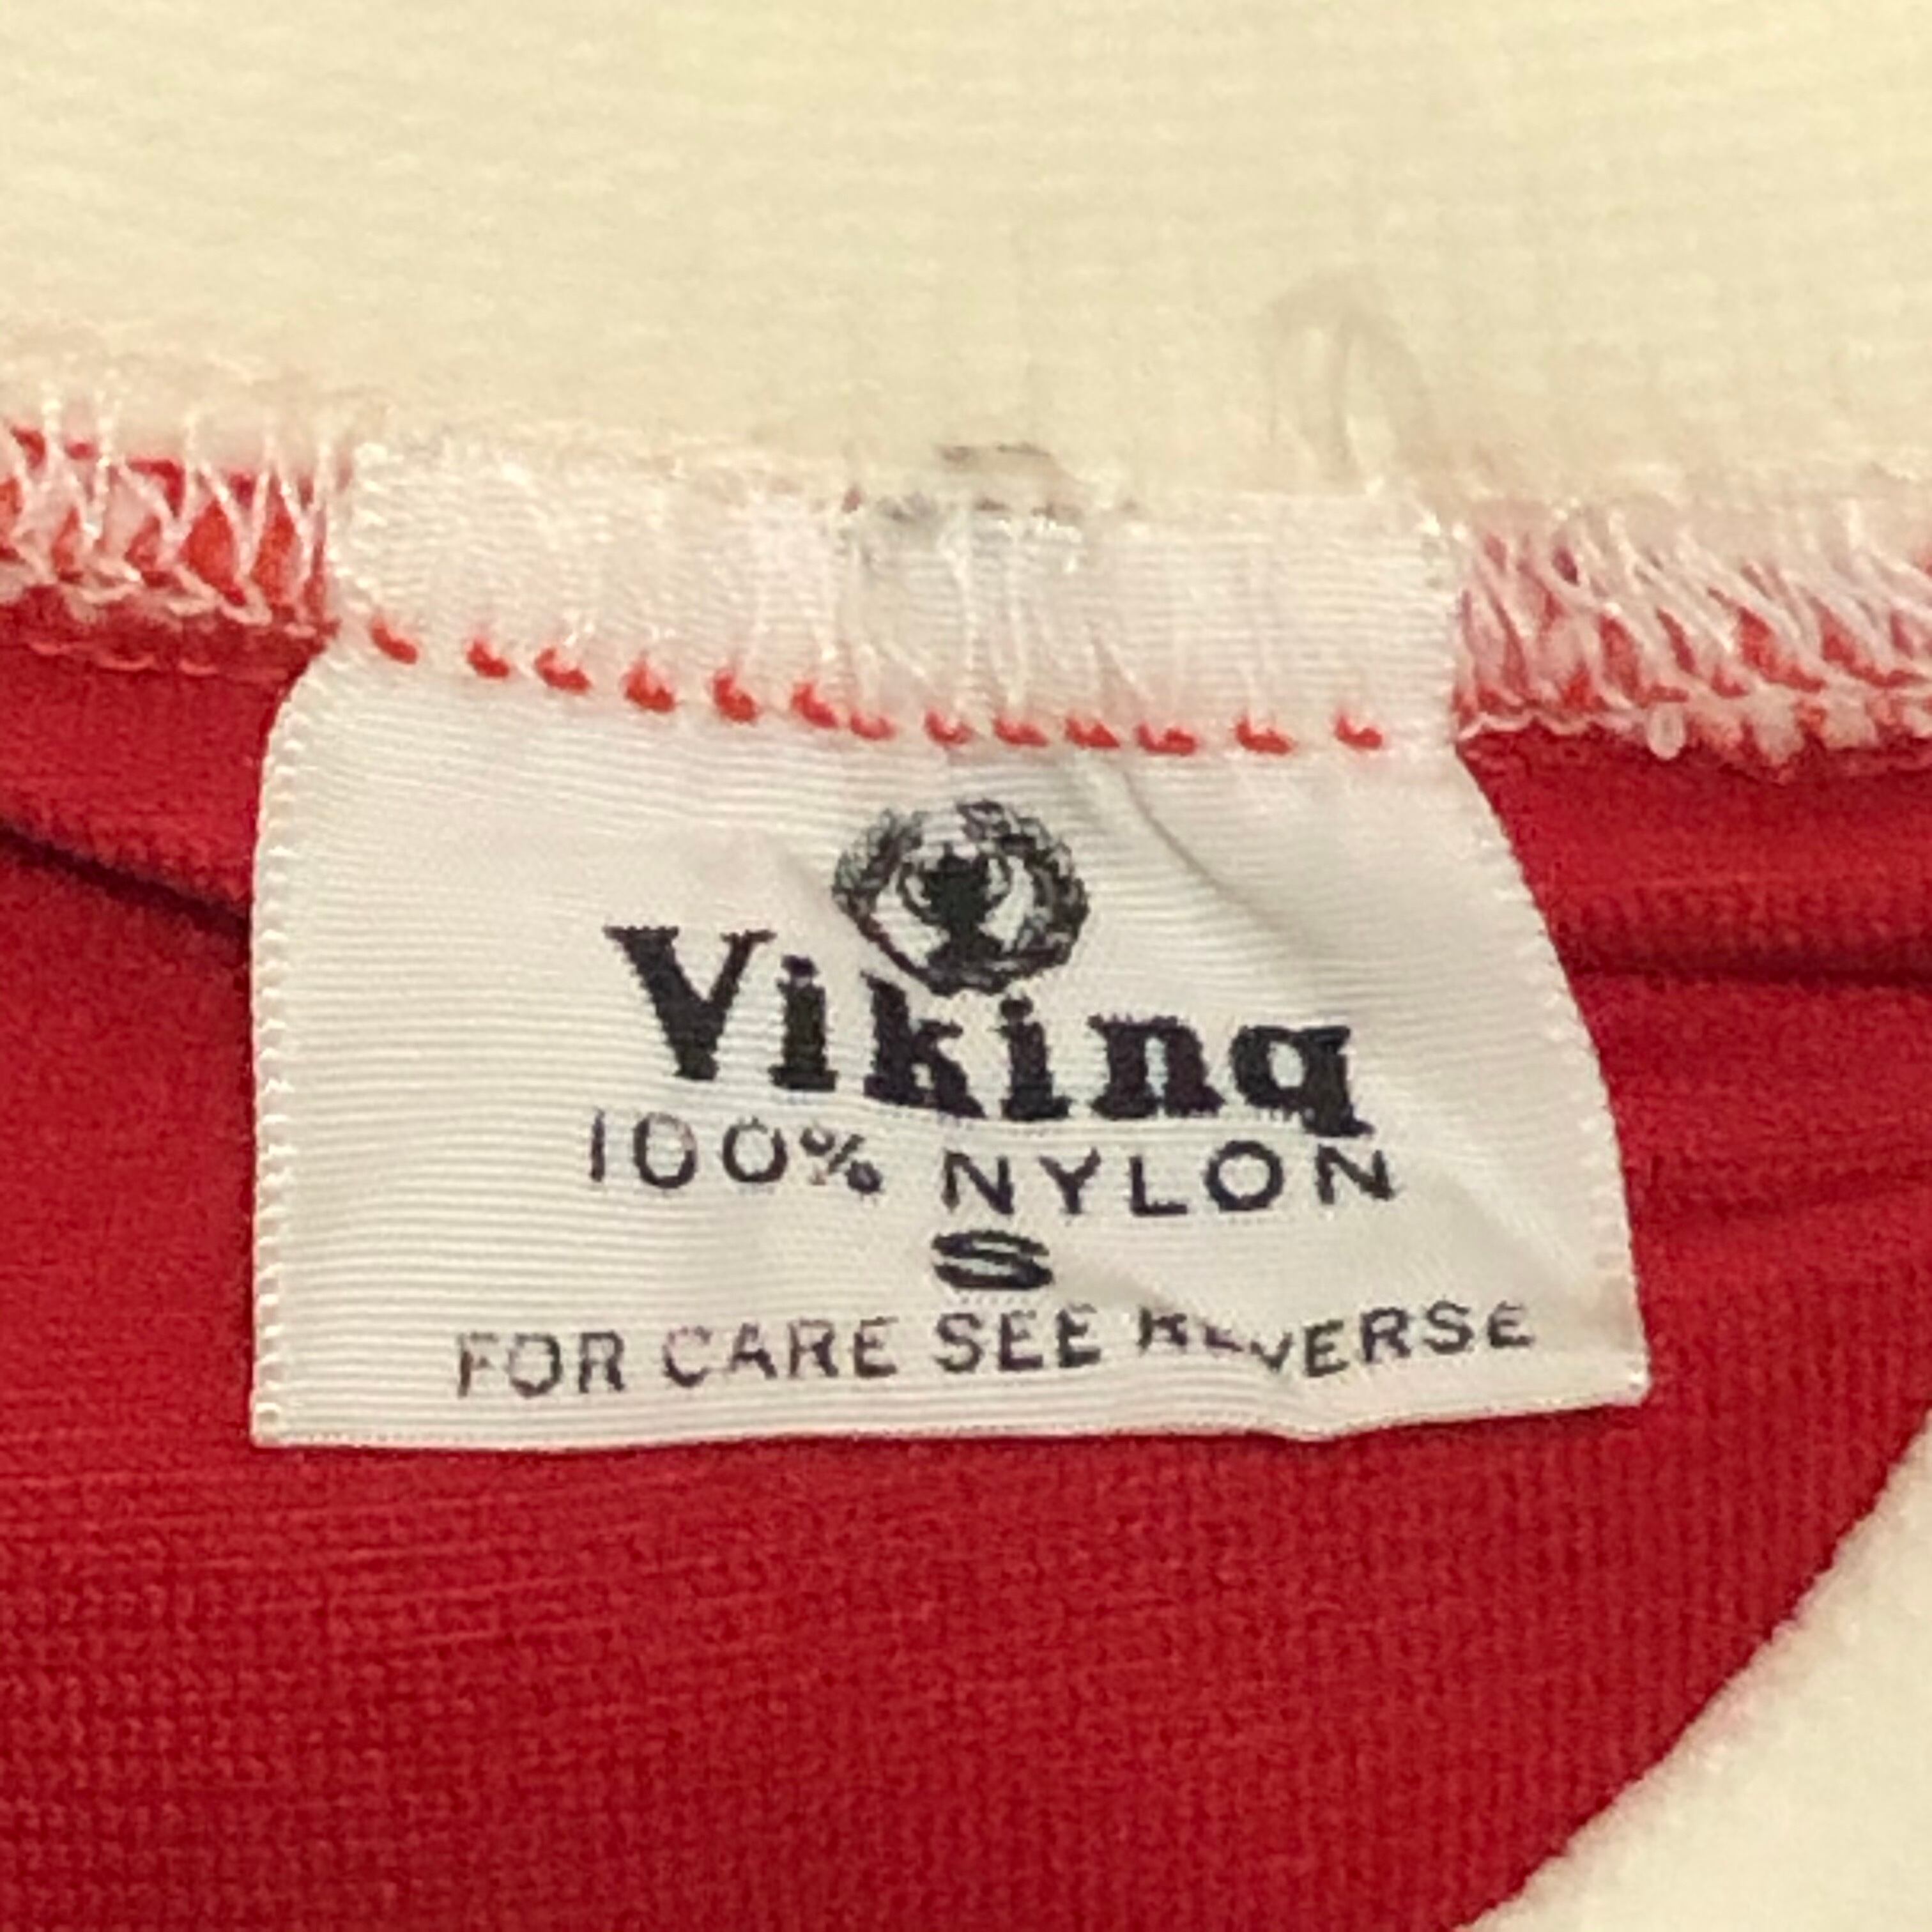 Viking
100% NYLON
S
FOR CARE SEE REVERSE